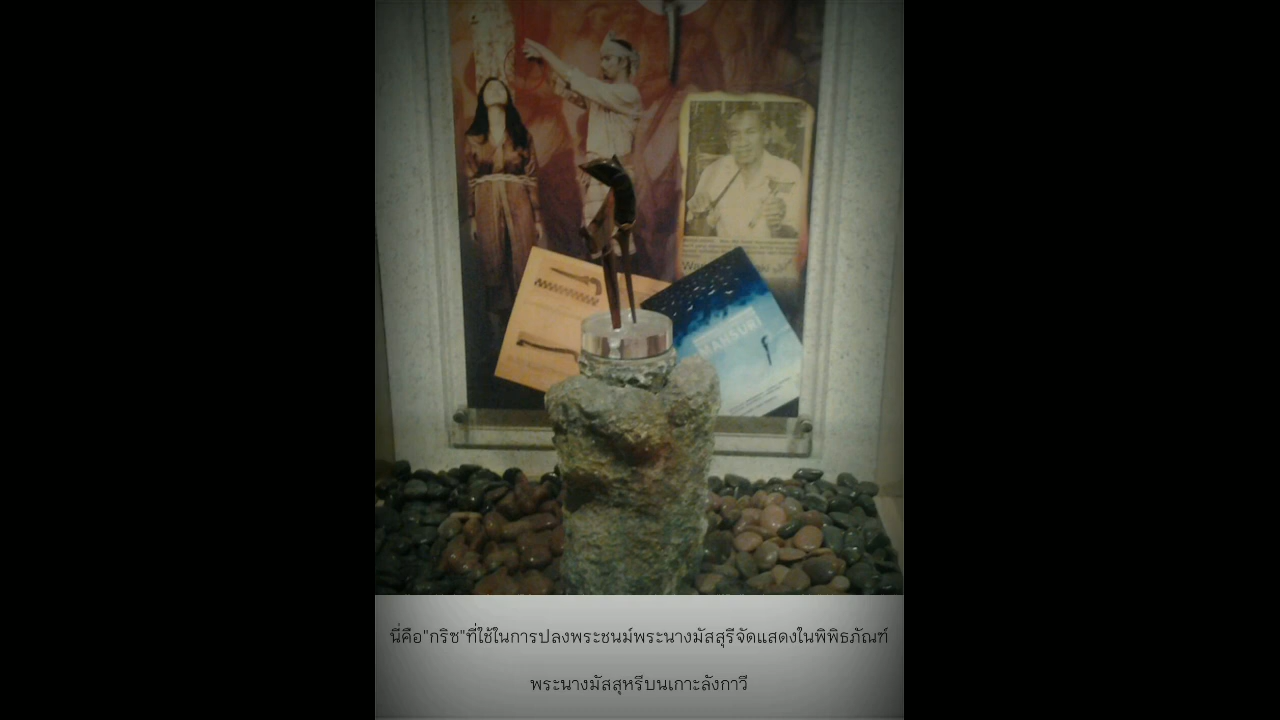 MAHSURI
นี่คือ"กริช"ที่ใช้ในการปลงพระชนม์พระนางมัสสุรีจัดแสดงในพิพิธภัณฑ์
พระนางมัสสุหรีบนเกาะลังกาวี